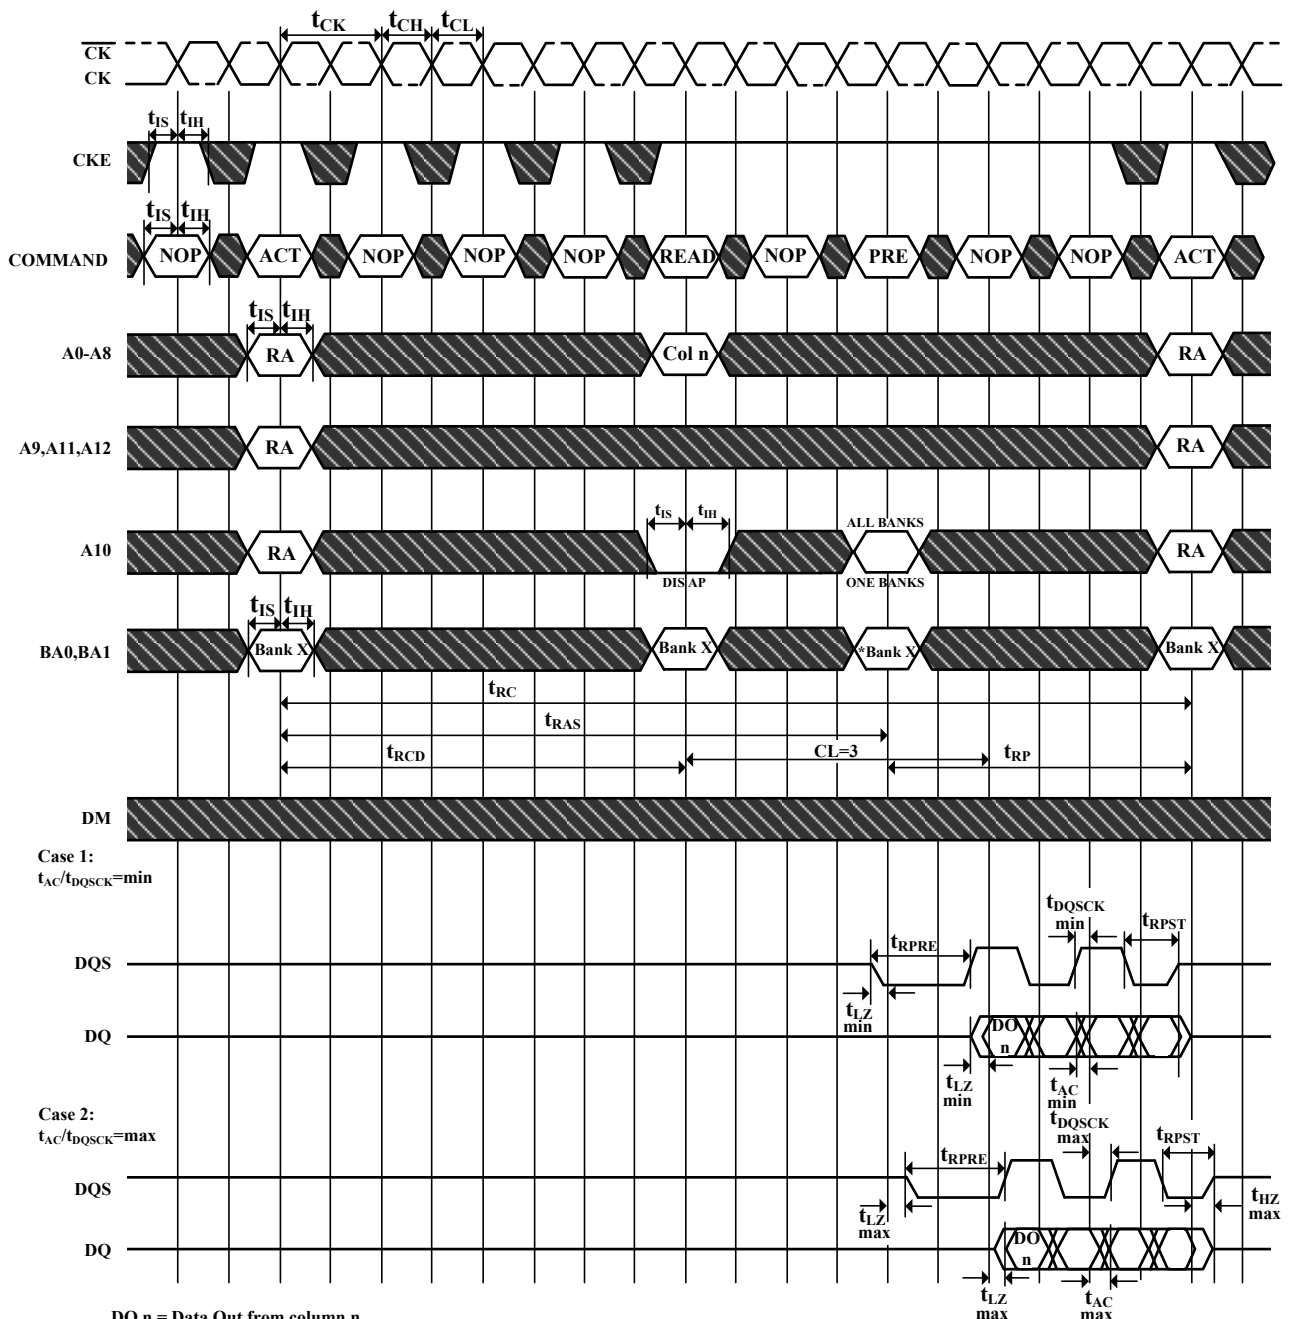 tCK tCH tCL
CK
CK
tIS tIH
CKE
tIS tIH
COMMAND NOP ACT NOP NOP NOP READ NOP PRE NOP NOP ACT
tIS tIH
A0-A8 RA Col n RA
A9,A11,A12 RA RA
tIS tIH ALL BANKS
A10 RA RA
DIS AP ONE BANKS
tIS tIH
BA0,BA1 Bank X Bank X *Bank X Bank X
tRC
tRAS
tRCD CL=3 tRP
DM
Case 1:
tAC/tDQSCK=min
tDQSCK
min
tRPST
tRPRE
DQS
tLZ
min
DQ
DO
n
tLZ
min
tAC
min
Case 2:
tAC/tDQSCK=max
tDQSCK
max
tRPST
tRPRE
DQS
tLZ
max
tHZ
max
DQ
DO
n
tLZ
max
tAC
max
DO n = Data Out from column n